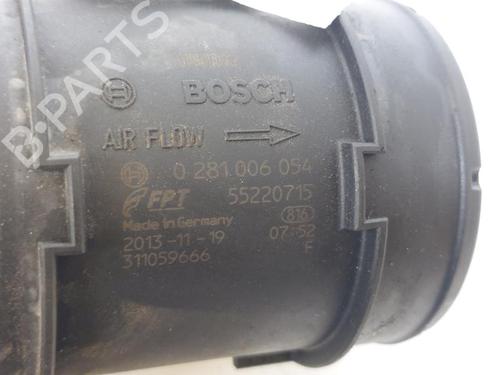 BOSCH
AIR FLOW
0 281 006 054
FPT 55220715
Made in Germany 816
2013-11-19 07:52
311059666 F
B-PARTS